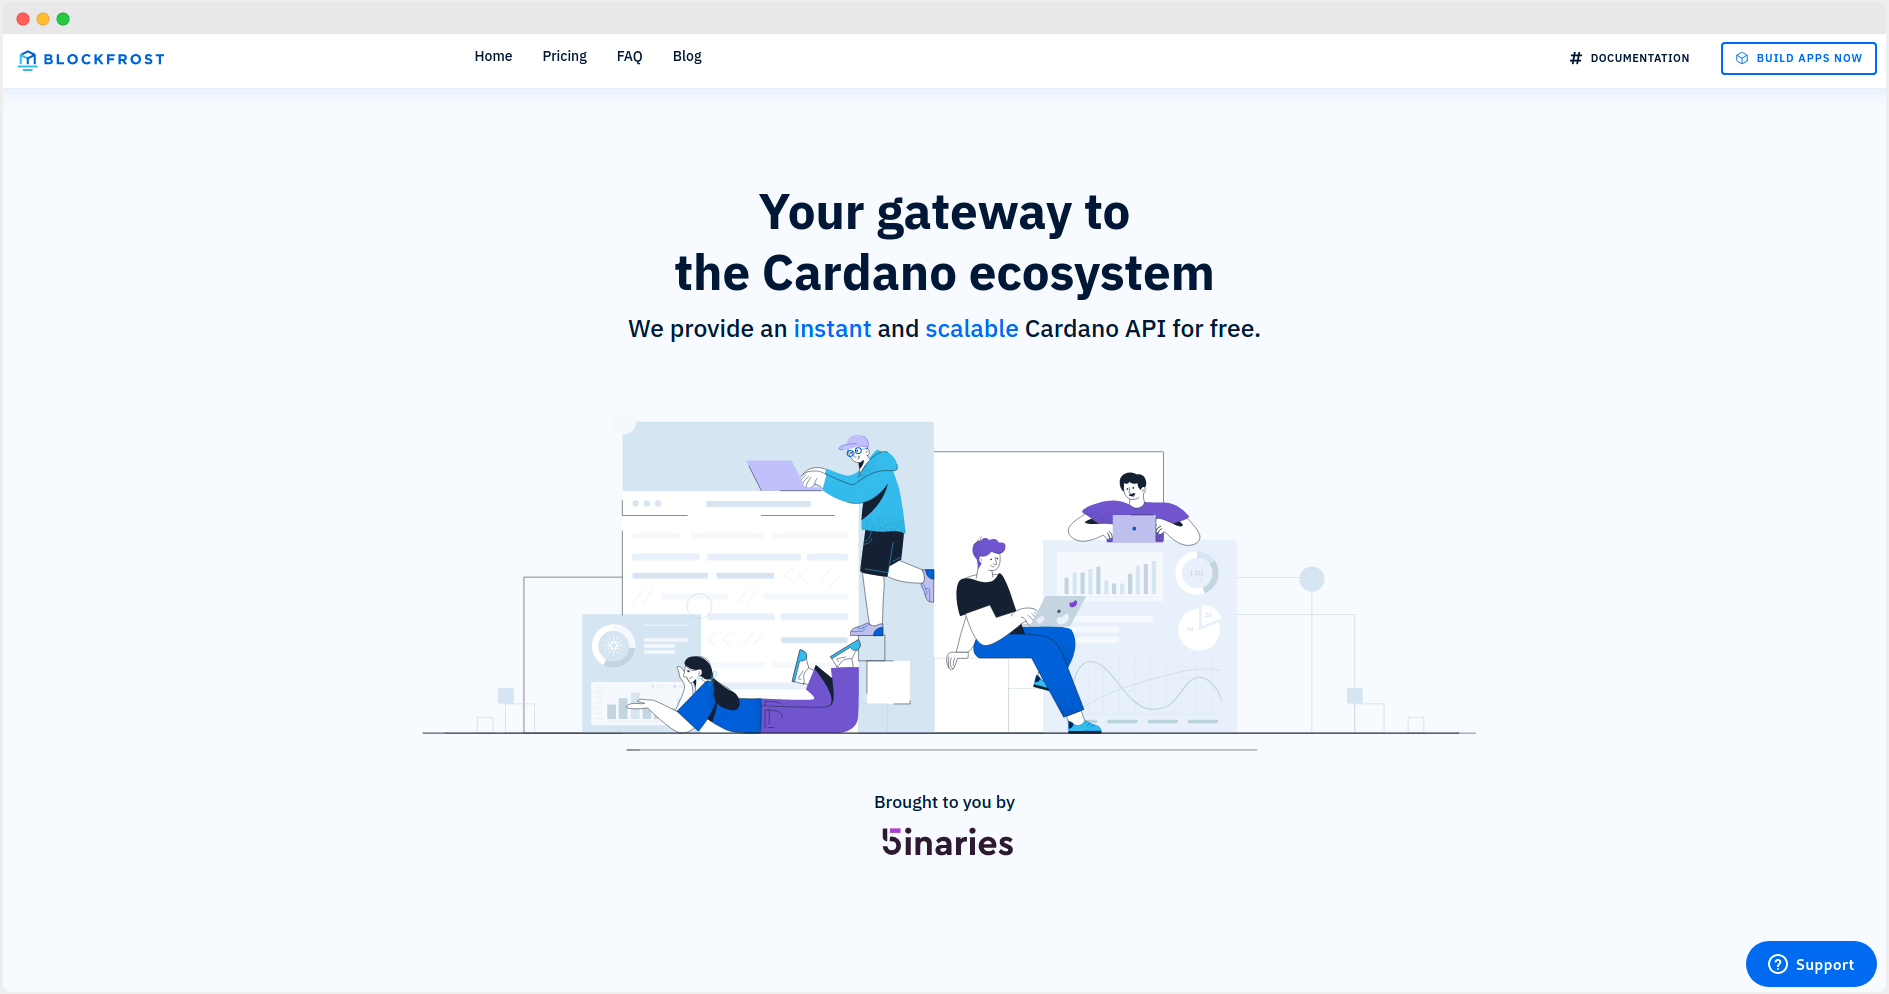 BLOCKFROST
Home
Pricing
FAQ
Blog
# DOCUMENTATION
BUILD APPS NOW
Your gateway to
the Cardano ecosystem
We provide an instant and scalable Cardano API for free.
140
Brought to you by
5inaries
Support